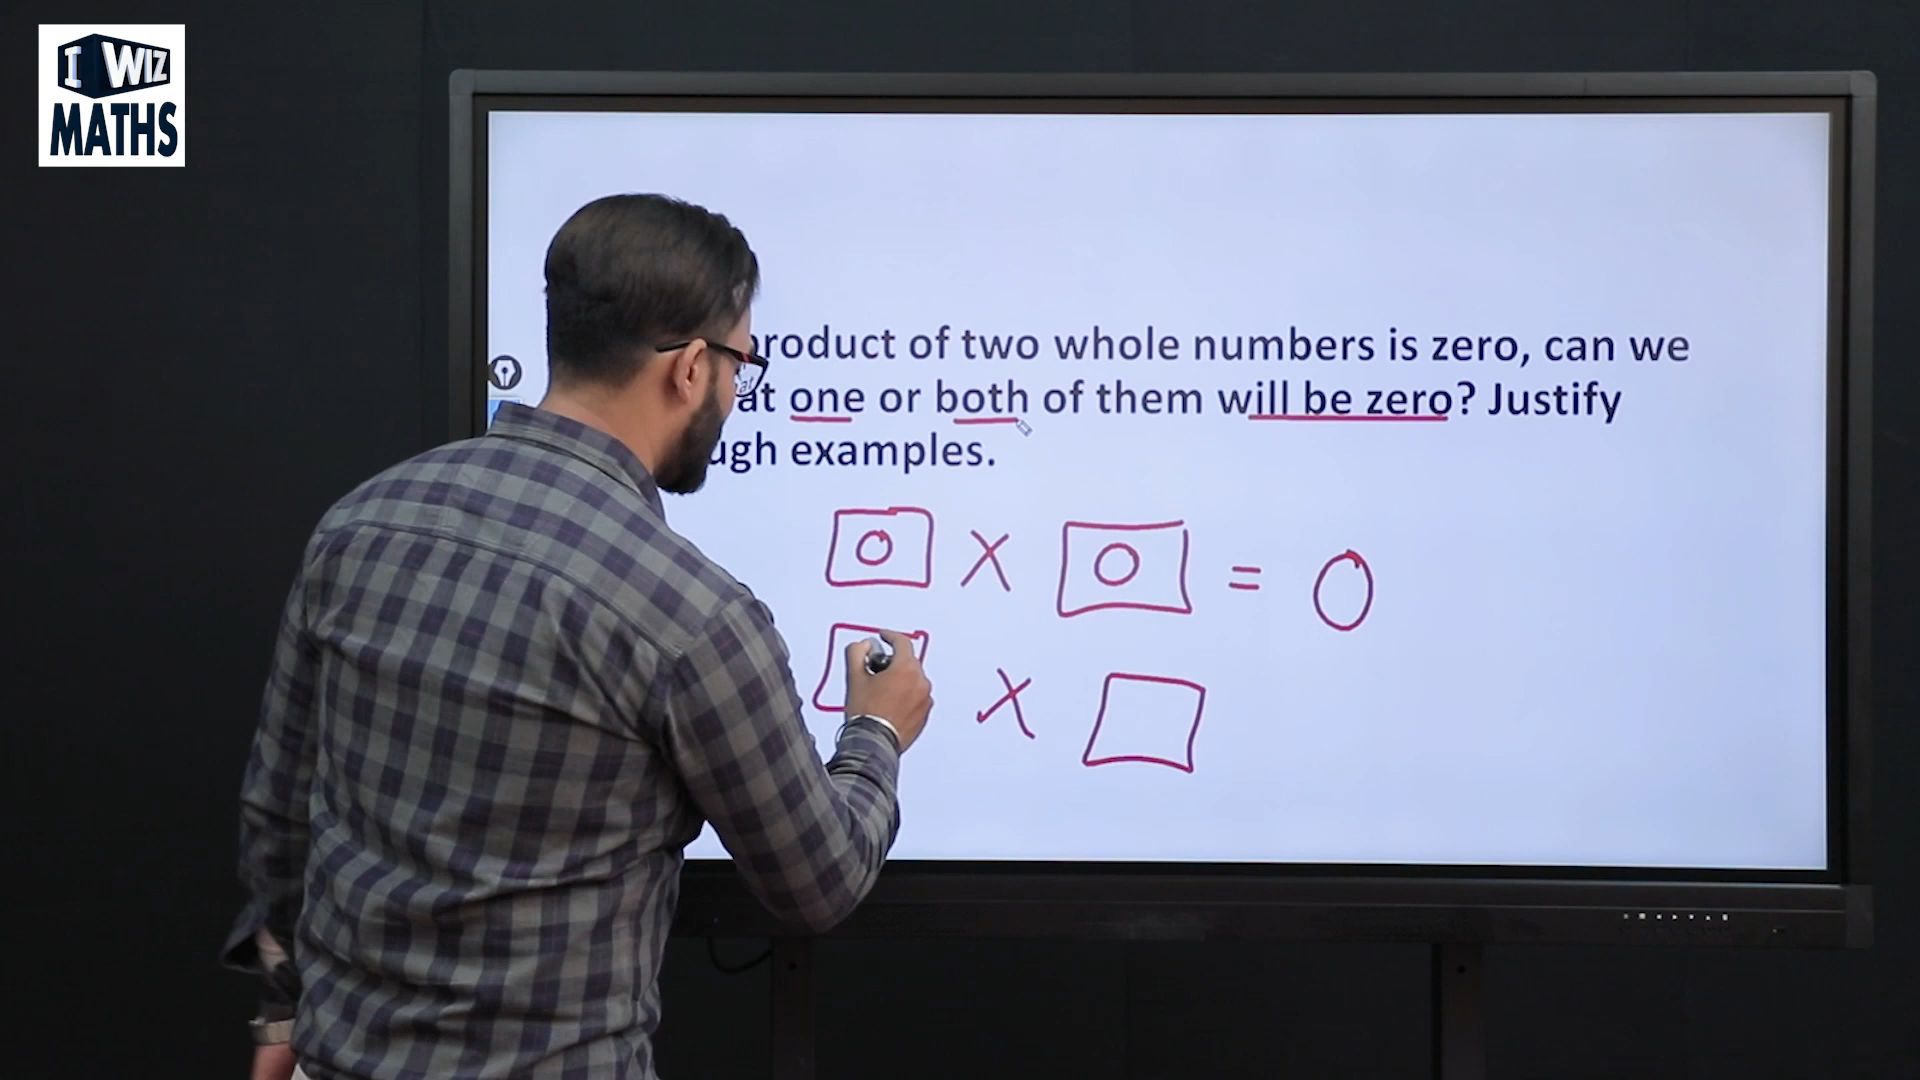 I WIZ
MATHS
product of two whole numbers is zero, can we
at one or both of them will be zero? Justify
ugh examples.
0 X 0 = 0
X